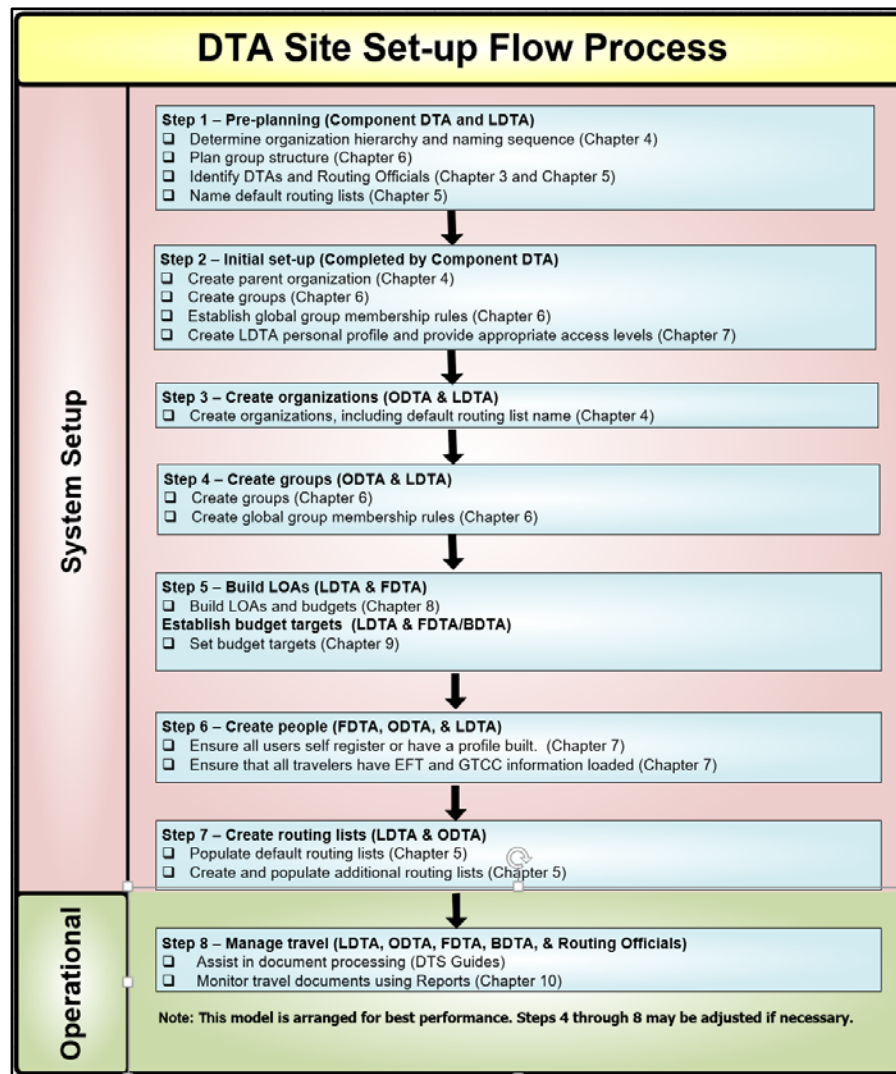 DTA Site Set-up Flow Process
System Setup
Step 1 – Pre-planning (Component DTA and LDTA)
❑ Determine organization hierarchy and naming sequence (Chapter 4)
❑ Plan group structure (Chapter 6)
❑ Identify DTAs and Routing Officials (Chapter 3 and Chapter 5)
❑ Name default routing lists (Chapter 5)
Step 2 – Initial set-up (Completed by Component DTA)
❑ Create parent organization (Chapter 4)
❑ Create groups (Chapter 6)
❑ Establish global group membership rules (Chapter 6)
❑ Create LDTA personal profile and provide appropriate access levels (Chapter 7)
Step 3 – Create organizations (ODTA & LDTA)
❑ Create organizations, including default routing list name (Chapter 4)
Step 4 – Create groups (ODTA & LDTA)
❑ Create groups (Chapter 6)
❑ Create global group membership rules (Chapter 6)
Step 5 – Build LOAs (LDTA & FDTA)
❑ Build LOAs and budgets (Chapter 8)
Establish budget targets (LDTA & FDTA/BDTA)
❑ Set budget targets (Chapter 9)
Step 6 – Create people (FDTA, ODTA, & LDTA)
❑ Ensure all users self register or have a profile built. (Chapter 7)
❑ Ensure that all travelers have EFT and GTCC information loaded (Chapter 7)
Step 7 – Create routing lists (LDTA & ODTA)
❑ Populate default routing lists (Chapter 5)
❑ Create and populate additional routing lists (Chapter 5)
Operational
Step 8 – Manage travel (LDTA, ODTA, FDTA, BDTA, & Routing Officials)
❑ Assist in document processing (DTS Guides)
❑ Monitor travel documents using Reports (Chapter 10)
Note: This model is arranged for best performance. Steps 4 through 8 may be adjusted if necessary.